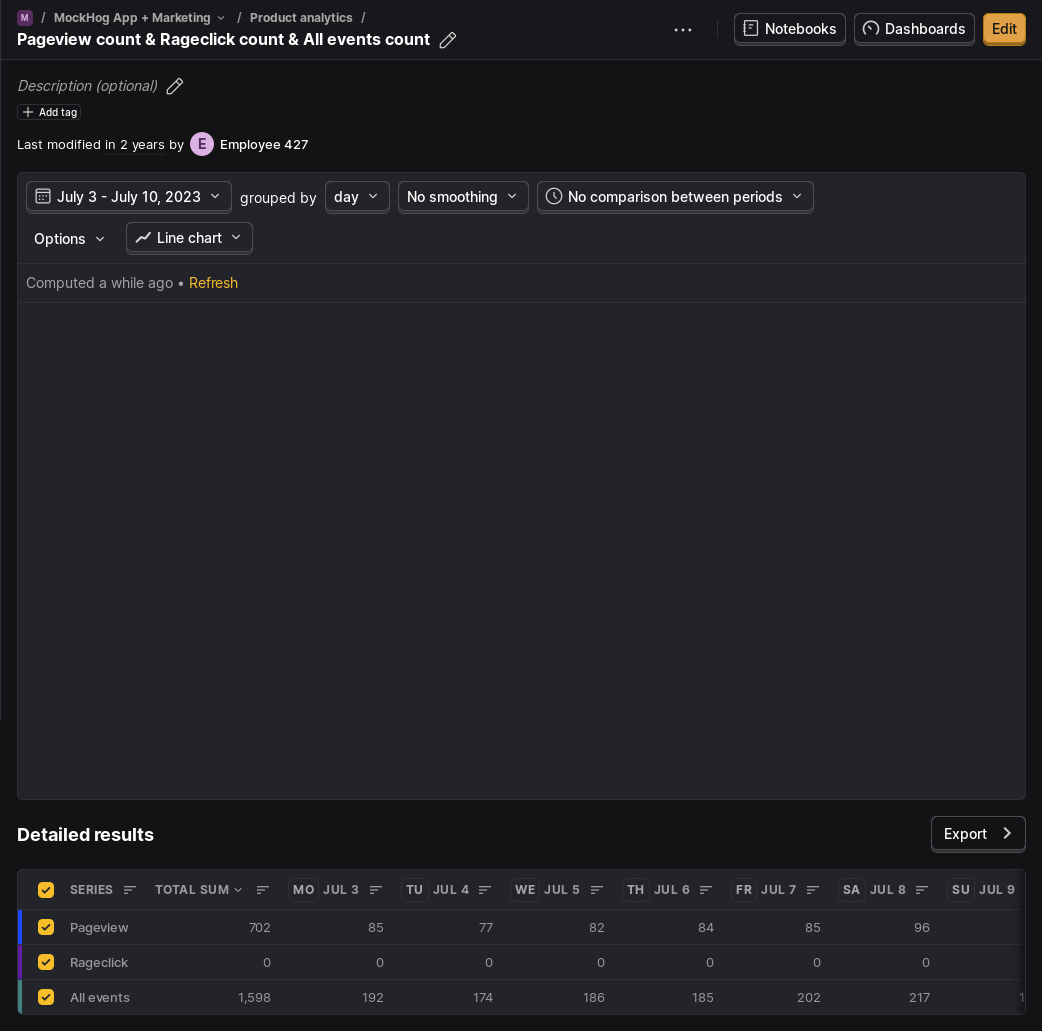 M / MockHog App + Marketing / Product analytics /
Pageview count & Rageclick count & All events count
Notebooks Dashboards Edit
Description (optional)
Add tag
Last modified in 2 years by E Employee 427
July 3 - July 10, 2023 grouped by day No smoothing No comparison between periods
Options Line chart
Computed a while ago • Refresh
Detailed results
Export
SERIES TOTAL SUM MO JUL 3 TU JUL 4 WE JUL 5 TH JUL 6 FR JUL 7 SA JUL 8 SU JUL 9
Pageview 702 85 77 82 84 85 96
Rageclick 0 0 0 0 0 0 0
All events 1,598 192 174 186 185 202 217